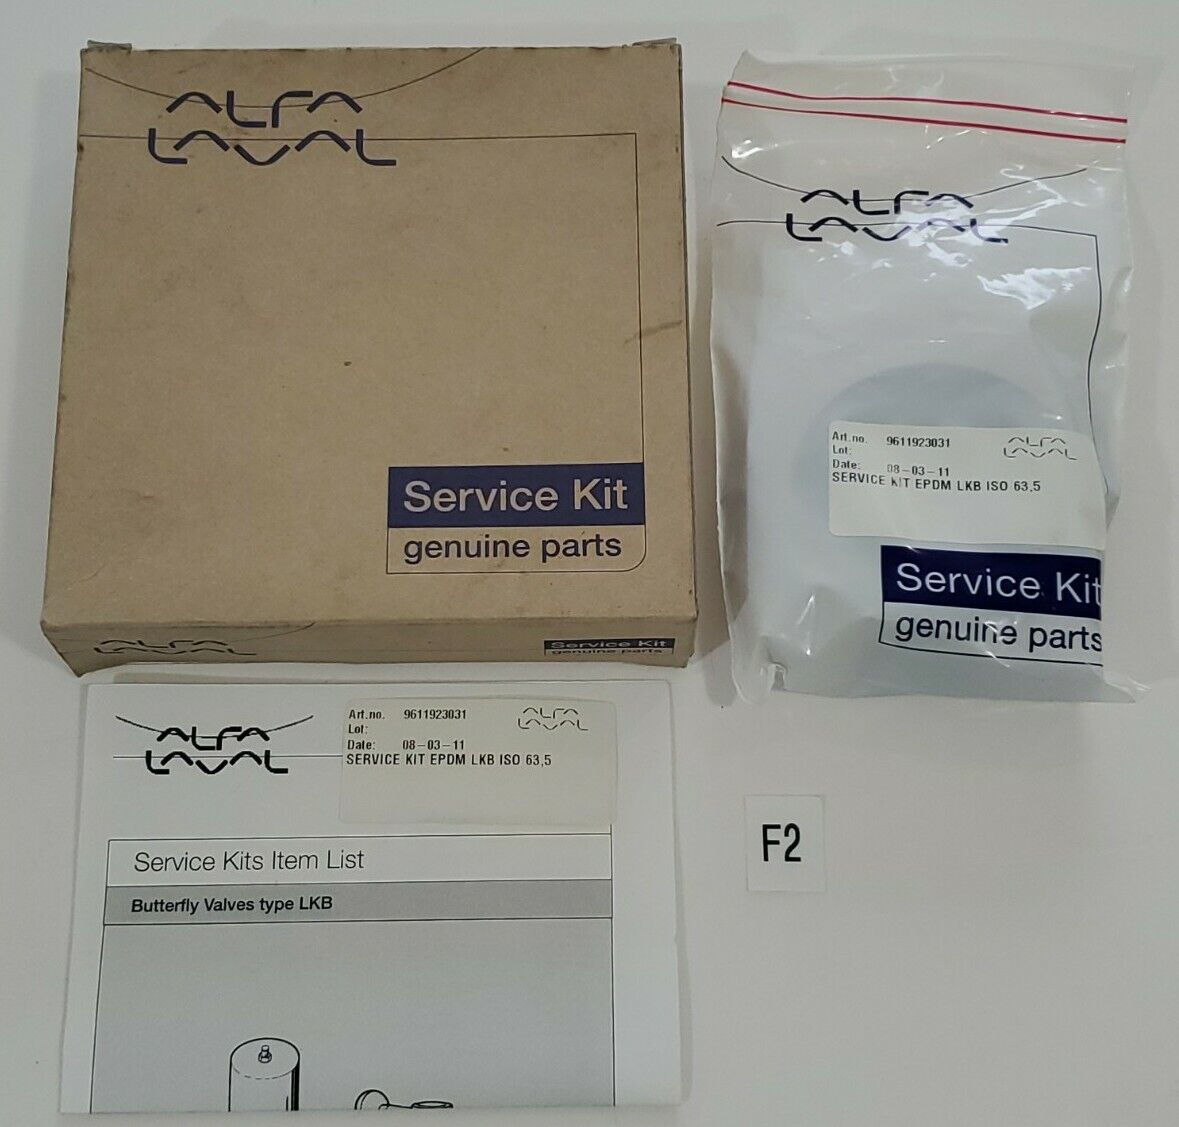 ALFA
LAVAL
Service Kit
genuine parts
ALFA
LAVAL
Service Kit
genuine parts
ALFA
LAVAL
Art.no. 9611923031
ALFA
LAVAL
Lot:
Date: 08-03-11
SERVICE KIT EPDM LKB ISO 63,5
Service Kit
genuine parts
ALFA
LAVAL
Art.no. 9611923031
ALFA
LAVAL
Lot:
Date: 08-03-11
SERVICE KIT EPDM LKB ISO 63,5
Service Kits Item List
Butterfly Valves type LKB
F2